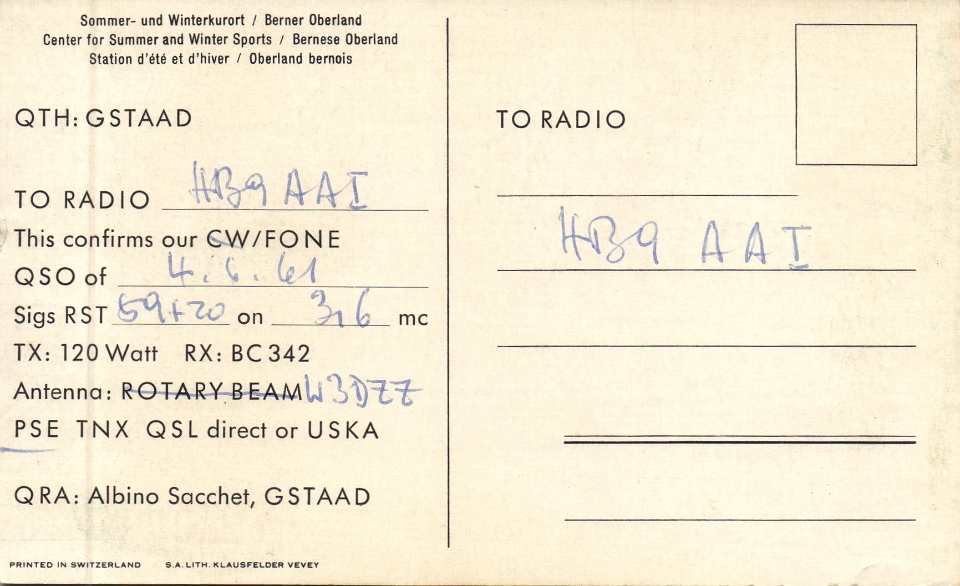 Sommer- und Winterkurort / Berner Oberland
Center for Summer and Winter Sports / Bernese Oberland
Station d'été et d'hiver / Oberland bernois
QTH: GSTAAD
TO RADIO HB9 AAI
This confirms our CW/FONE
QSO of 4.6.61
Sigs RST 59+20 on 3,6 mc
TX: 120 Watt RX: BC 342
Antenna: ROTARY BEAM W3DZZ
PSE TNX QSL direct or USKA
QRA: Albino Sacchet, GSTAAD
PRINTED IN SWITZERLAND S.A. LITH. KLAUSFELDER VEVEY
TO RADIO
HB9 AAI